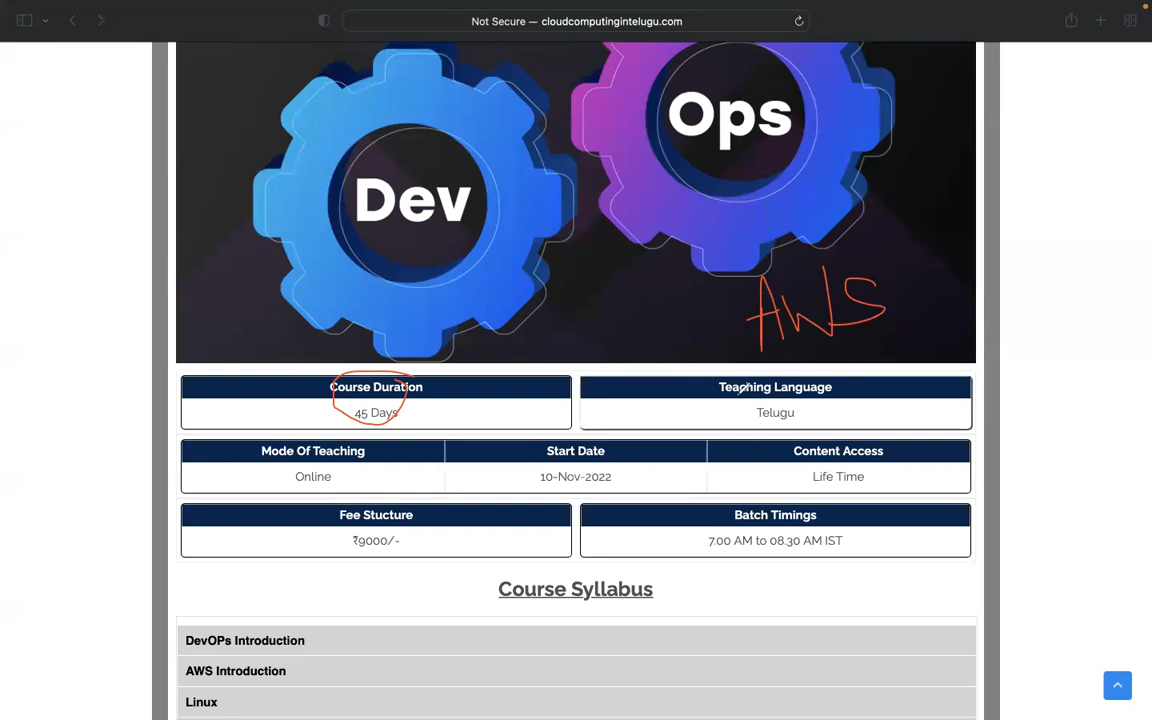 Not Secure — cloudcomputingintelugu.com
Ops
Dev
AWS
Course Duration
45 Days
Teaching Language
Telugu
Mode Of Teaching
Online
Start Date
10-Nov-2022
Content Access
Life Time
Fee Stucture
₹9000/-
Batch Timings
7.00 AM to 08.30 AM IST
Course Syllabus
DevOPs Introduction
AWS Introduction
Linux